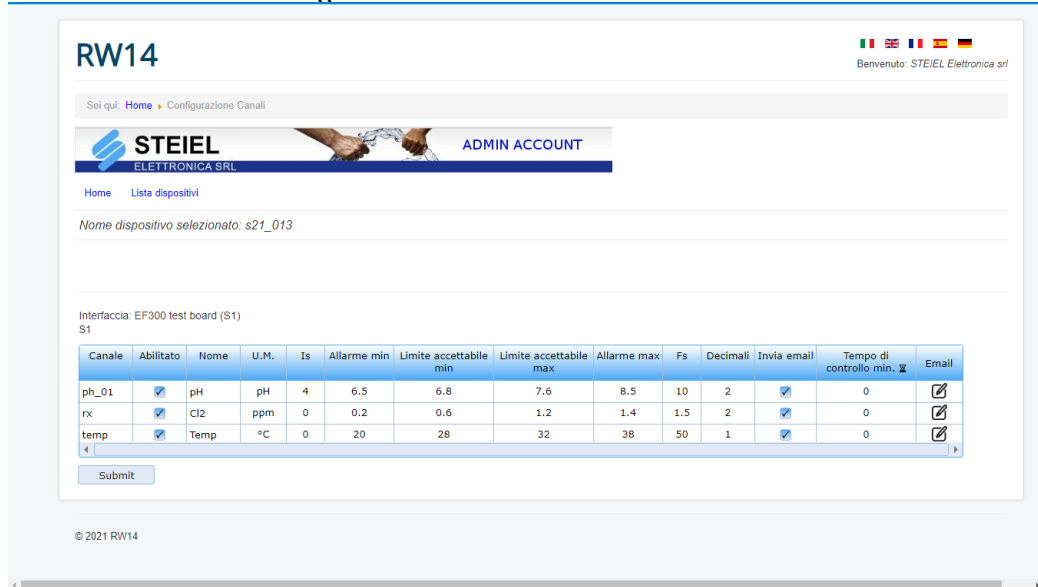 RW14
Benvenuto: STEIEL Elettronica srl
Sei qui: Home Configurazione Canali
STEIEL
ELETTRONICA SRL
ADMIN ACCOUNT
Home Lista dispositivi
Nome dispositivo selezionato: s21_013
Interfaccia: EF300 test board (S1)
S1
Canale Abilitato Nome U.M. Is Allarme min Limite accettabile min Limite accettabile max Allarme max Fs Decimali Invia email Tempo di controllo min. Email
ph_01 pH pH 4 6.5 6.8 7.6 8.5 10 2 0
rx Cl2 ppm 0 0.2 0.6 1.2 1.4 1.5 2 0
temp Temp °C 0 20 28 32 38 50 1 0
Submit
© 2021 RW14